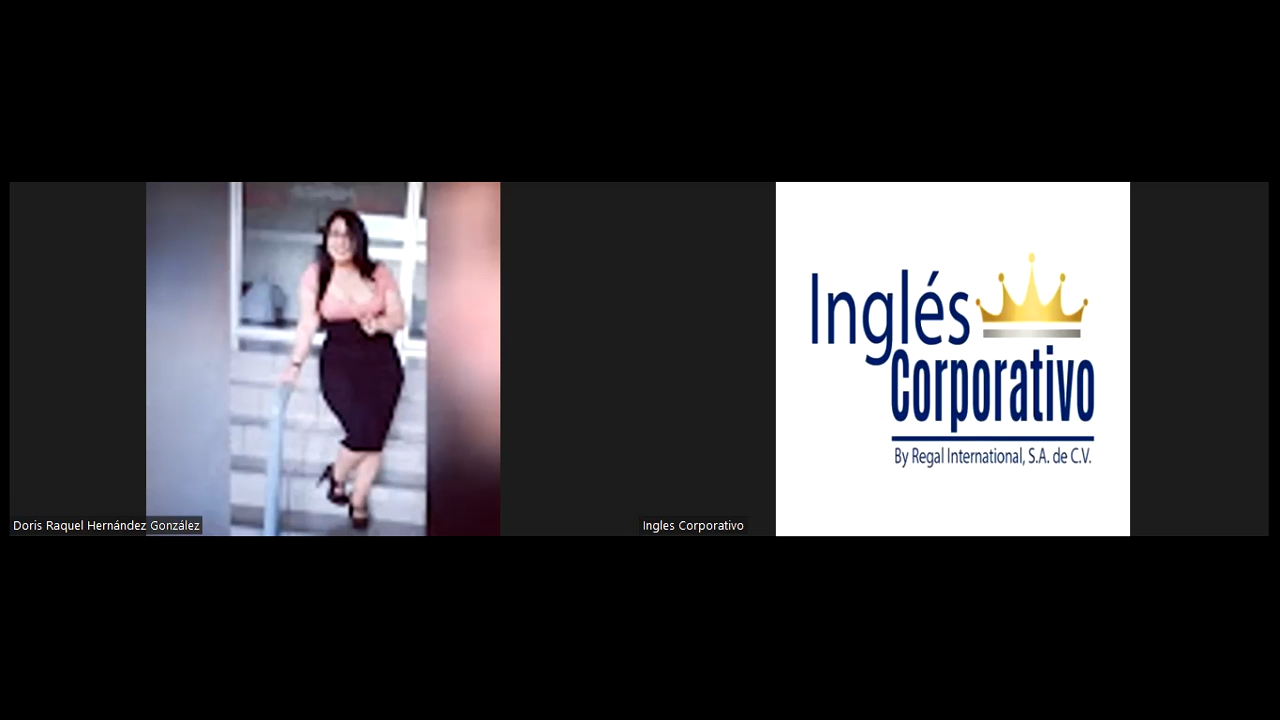 Inglés
Corporativo
By Regal International, S.A. de C.V.
Doris Raquel Hernández González
Ingles Corporativo